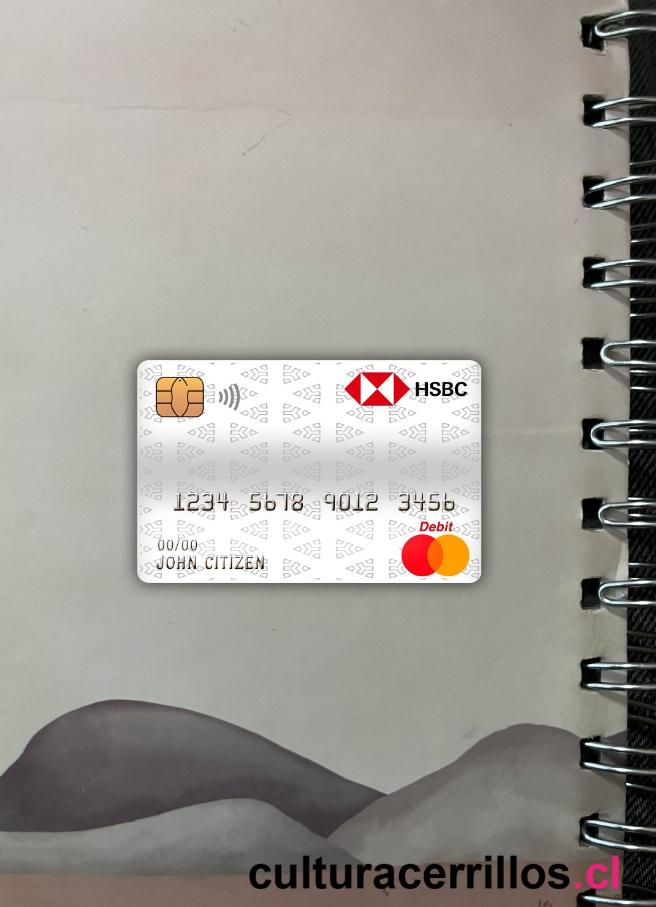 HSBC
1234 5678 9012 3456
Debit
00/00
JOHN CITIZEN
culturacerrillos.cl